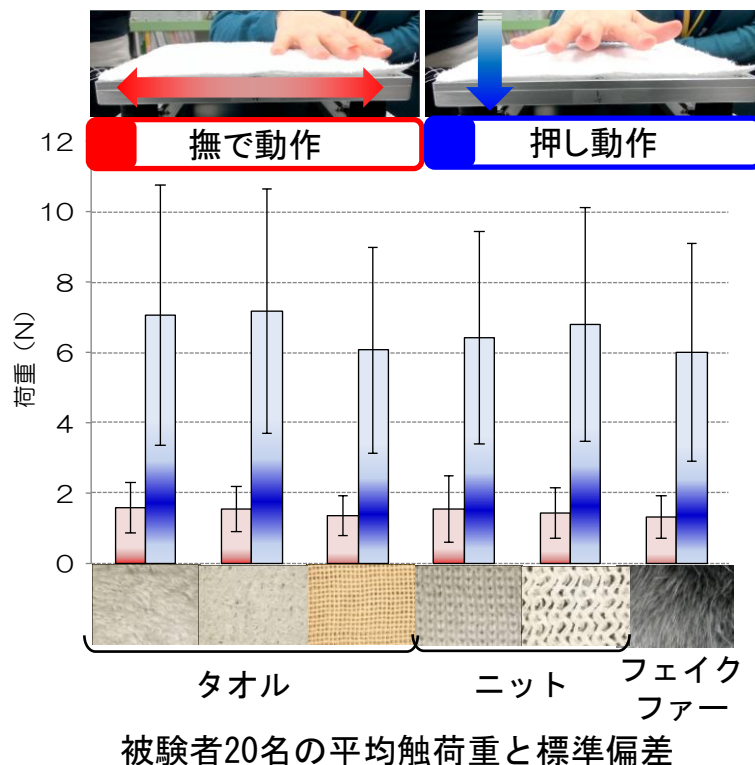 撫で動作
押し動作
12
10
8
6
4
2
0
荷重（N）
タオル
ニット
フェイク
ファー
被験者20名の平均触荷重と標準偏差